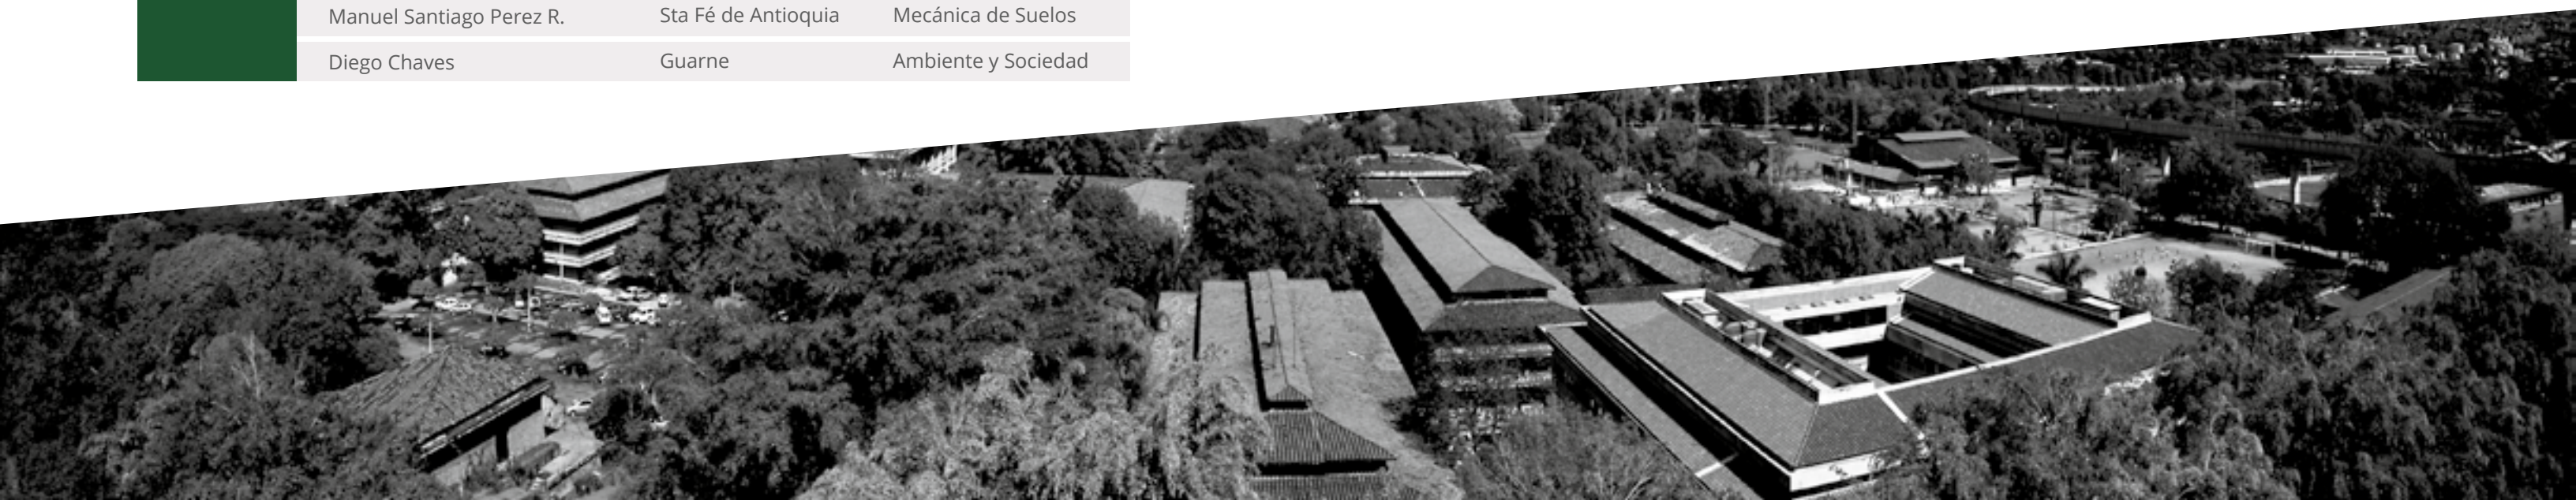 Manuel Santiago Perez R. Sta Fé de Antioquia Mecánica de Suelos
Diego Chaves Guarne Ambiente y Sociedad